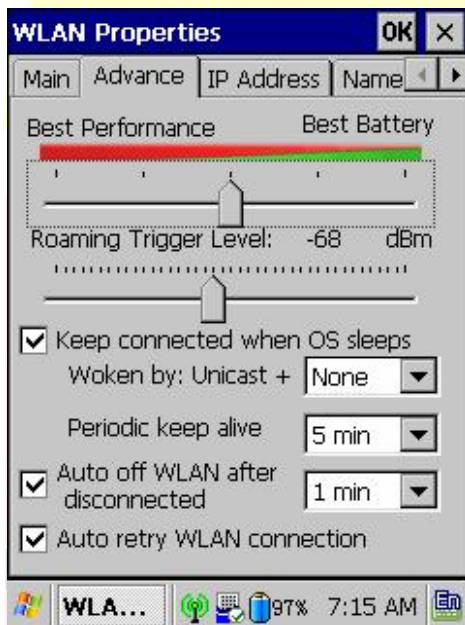 WLAN Properties OK ×
Main Advance IP Address Name
Best Performance Best Battery
Roaming Trigger Level: -68 dBm
Keep connected when OS sleeps
Woken by: Unicast + None
Periodic keep alive 5 min
Auto off WLAN after
disconnected 1 min
Auto retry WLAN connection
WLA... 97% 7:15 AM En